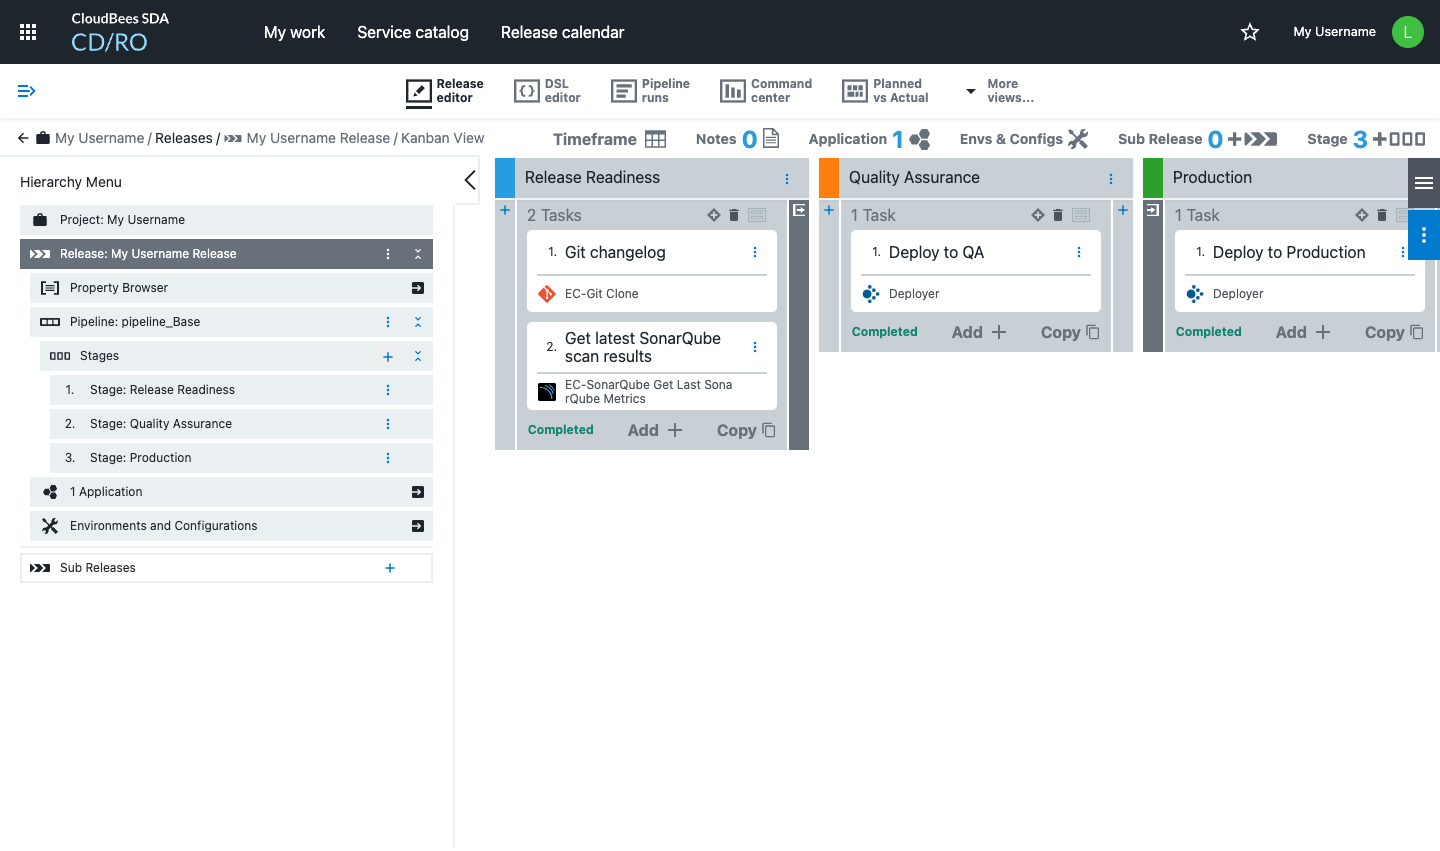 CloudBees SDA
CD/RO
My work
Service catalog
Release calendar
My Username
L
Release
editor
DSL
editor
Pipeline
runs
Command
center
Planned
vs Actual
More
views...
My Username / Releases / My Username Release / Kanban View
Timeframe
Notes 0
Application 1
Envs & Configs
Sub Release 0
Stage 3
Hierarchy Menu
Project: My Username
Release: My Username Release
Property Browser
Pipeline: pipeline_Base
Stages
1. Stage: Release Readiness
2. Stage: Quality Assurance
3. Stage: Production
1 Application
Environments and Configurations
Sub Releases
Release Readiness
2 Tasks
1. Git changelog
EC-Git Clone
2. Get latest SonarQube
scan results
EC-SonarQube Get Last Sona
rQube Metrics
Completed
Add
Copy
Quality Assurance
1 Task
1. Deploy to QA
Deployer
Completed
Add
Copy
Production
1 Task
1. Deploy to Production
Deployer
Completed
Add
Copy